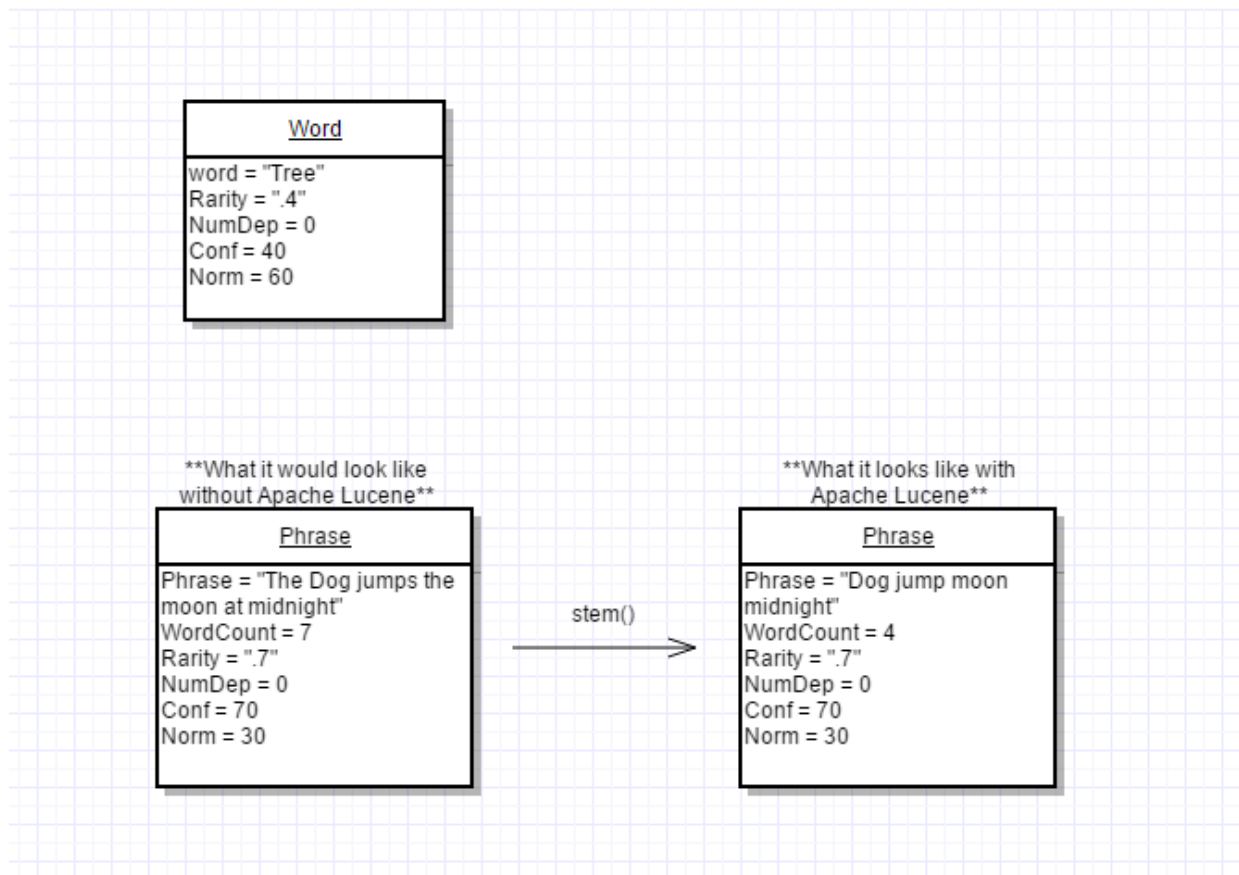 Word
word = "Tree"
Rarity = ".4"
NumDep = 0
Conf = 40
Norm = 60
**What it would look like
without Apache Lucene**
Phrase
Phrase = "The Dog jumps the
moon at midnight"
WordCount = 7
Rarity = ".7"
NumDep = 0
Conf = 70
Norm = 30
stem()
**What it looks like with
Apache Lucene**
Phrase
Phrase = "Dog jump moon
midnight"
WordCount = 4
Rarity = ".7"
NumDep = 0
Conf = 70
Norm = 30